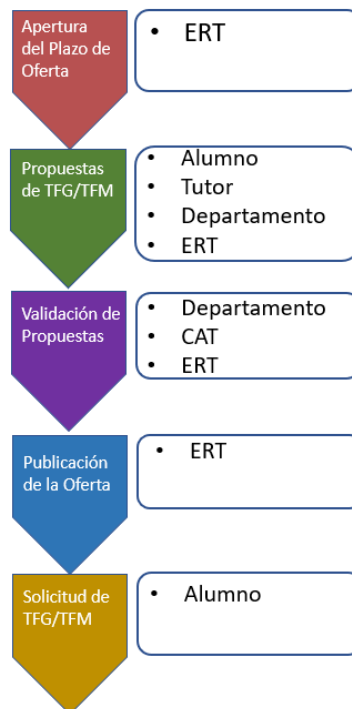 Apertura
del Plazo de
Oferta
• ERT
Propuestas
de TFG/TFM
• Alumno
• Tutor
• Departamento
• ERT
Validación de
Propuestas
• Departamento
• CAT
• ERT
Publicación
de la Oferta
• ERT
Solicitud de
TFG/TFM
• Alumno